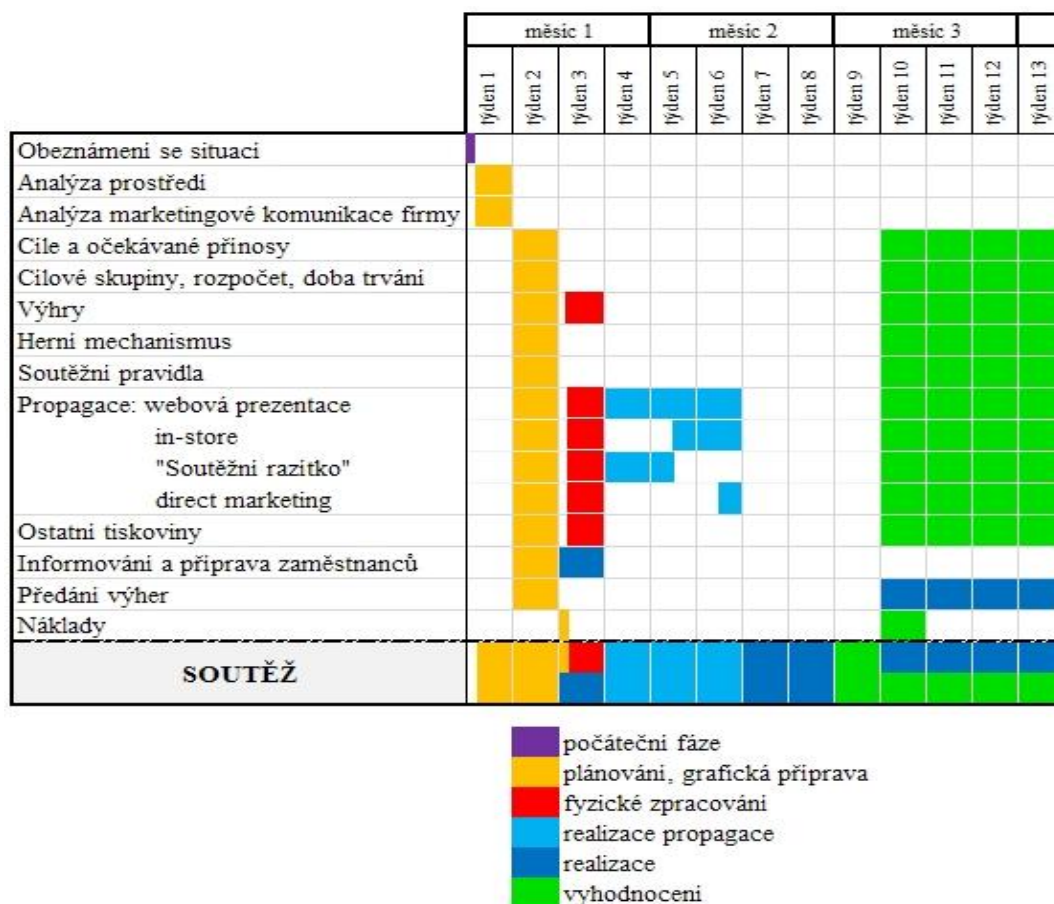 měsíc 1 měsíc 2 měsíc 3
týden 1 týden 2 týden 3 týden 4 týden 5 týden 6 týden 7 týden 8 týden 9 týden 10 týden 11 týden 12 týden 13
Obeznámení se situací
Analýza prostředí
Analýza marketingové komunikace firmy
Cíle a očekávané přínosy
Cílové skupiny, rozpočet, doba trvání
Výhry
Herní mechanismus
Soutěžní pravidla
Propagace: webová prezentace
in-store
"Soutěžní razítko"
direct marketing
Ostatní tiskoviny
Informování a příprava zaměstnanců
Předání výher
Náklady
SOUTĚŽ
počáteční fáze
plánování, grafická příprava
fyzické zpracování
realizace propagace
realizace
vyhodnocení